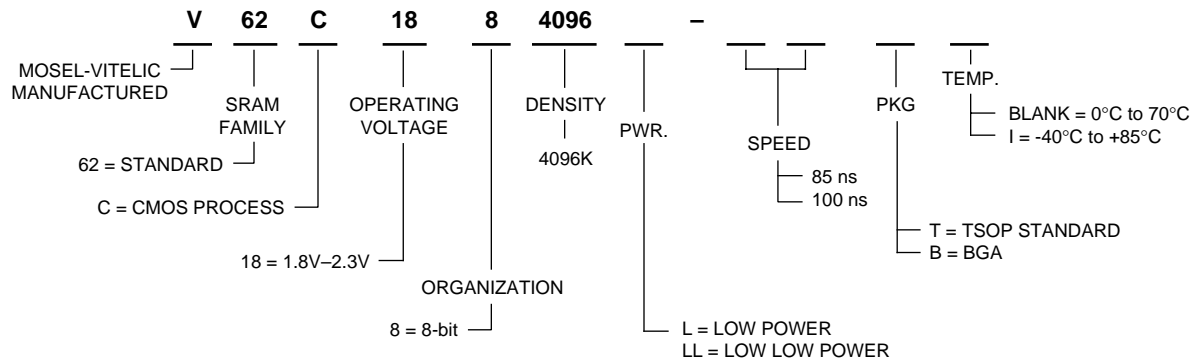 V 62 C 18 8 4096 –
MOSEL-VITELIC
MANUFACTURED
SRAM
FAMILY
62 = STANDARD
C = CMOS PROCESS
OPERATING
VOLTAGE
18 = 1.8V–2.3V
ORGANIZATION
8 = 8-bit
DENSITY
4096K
PWR.
L = LOW POWER
LL = LOW LOW POWER
SPEED
85 ns
100 ns
PKG
T = TSOP STANDARD
B = BGA
TEMP.
BLANK = 0°C to 70°C
I = -40°C to +85°C